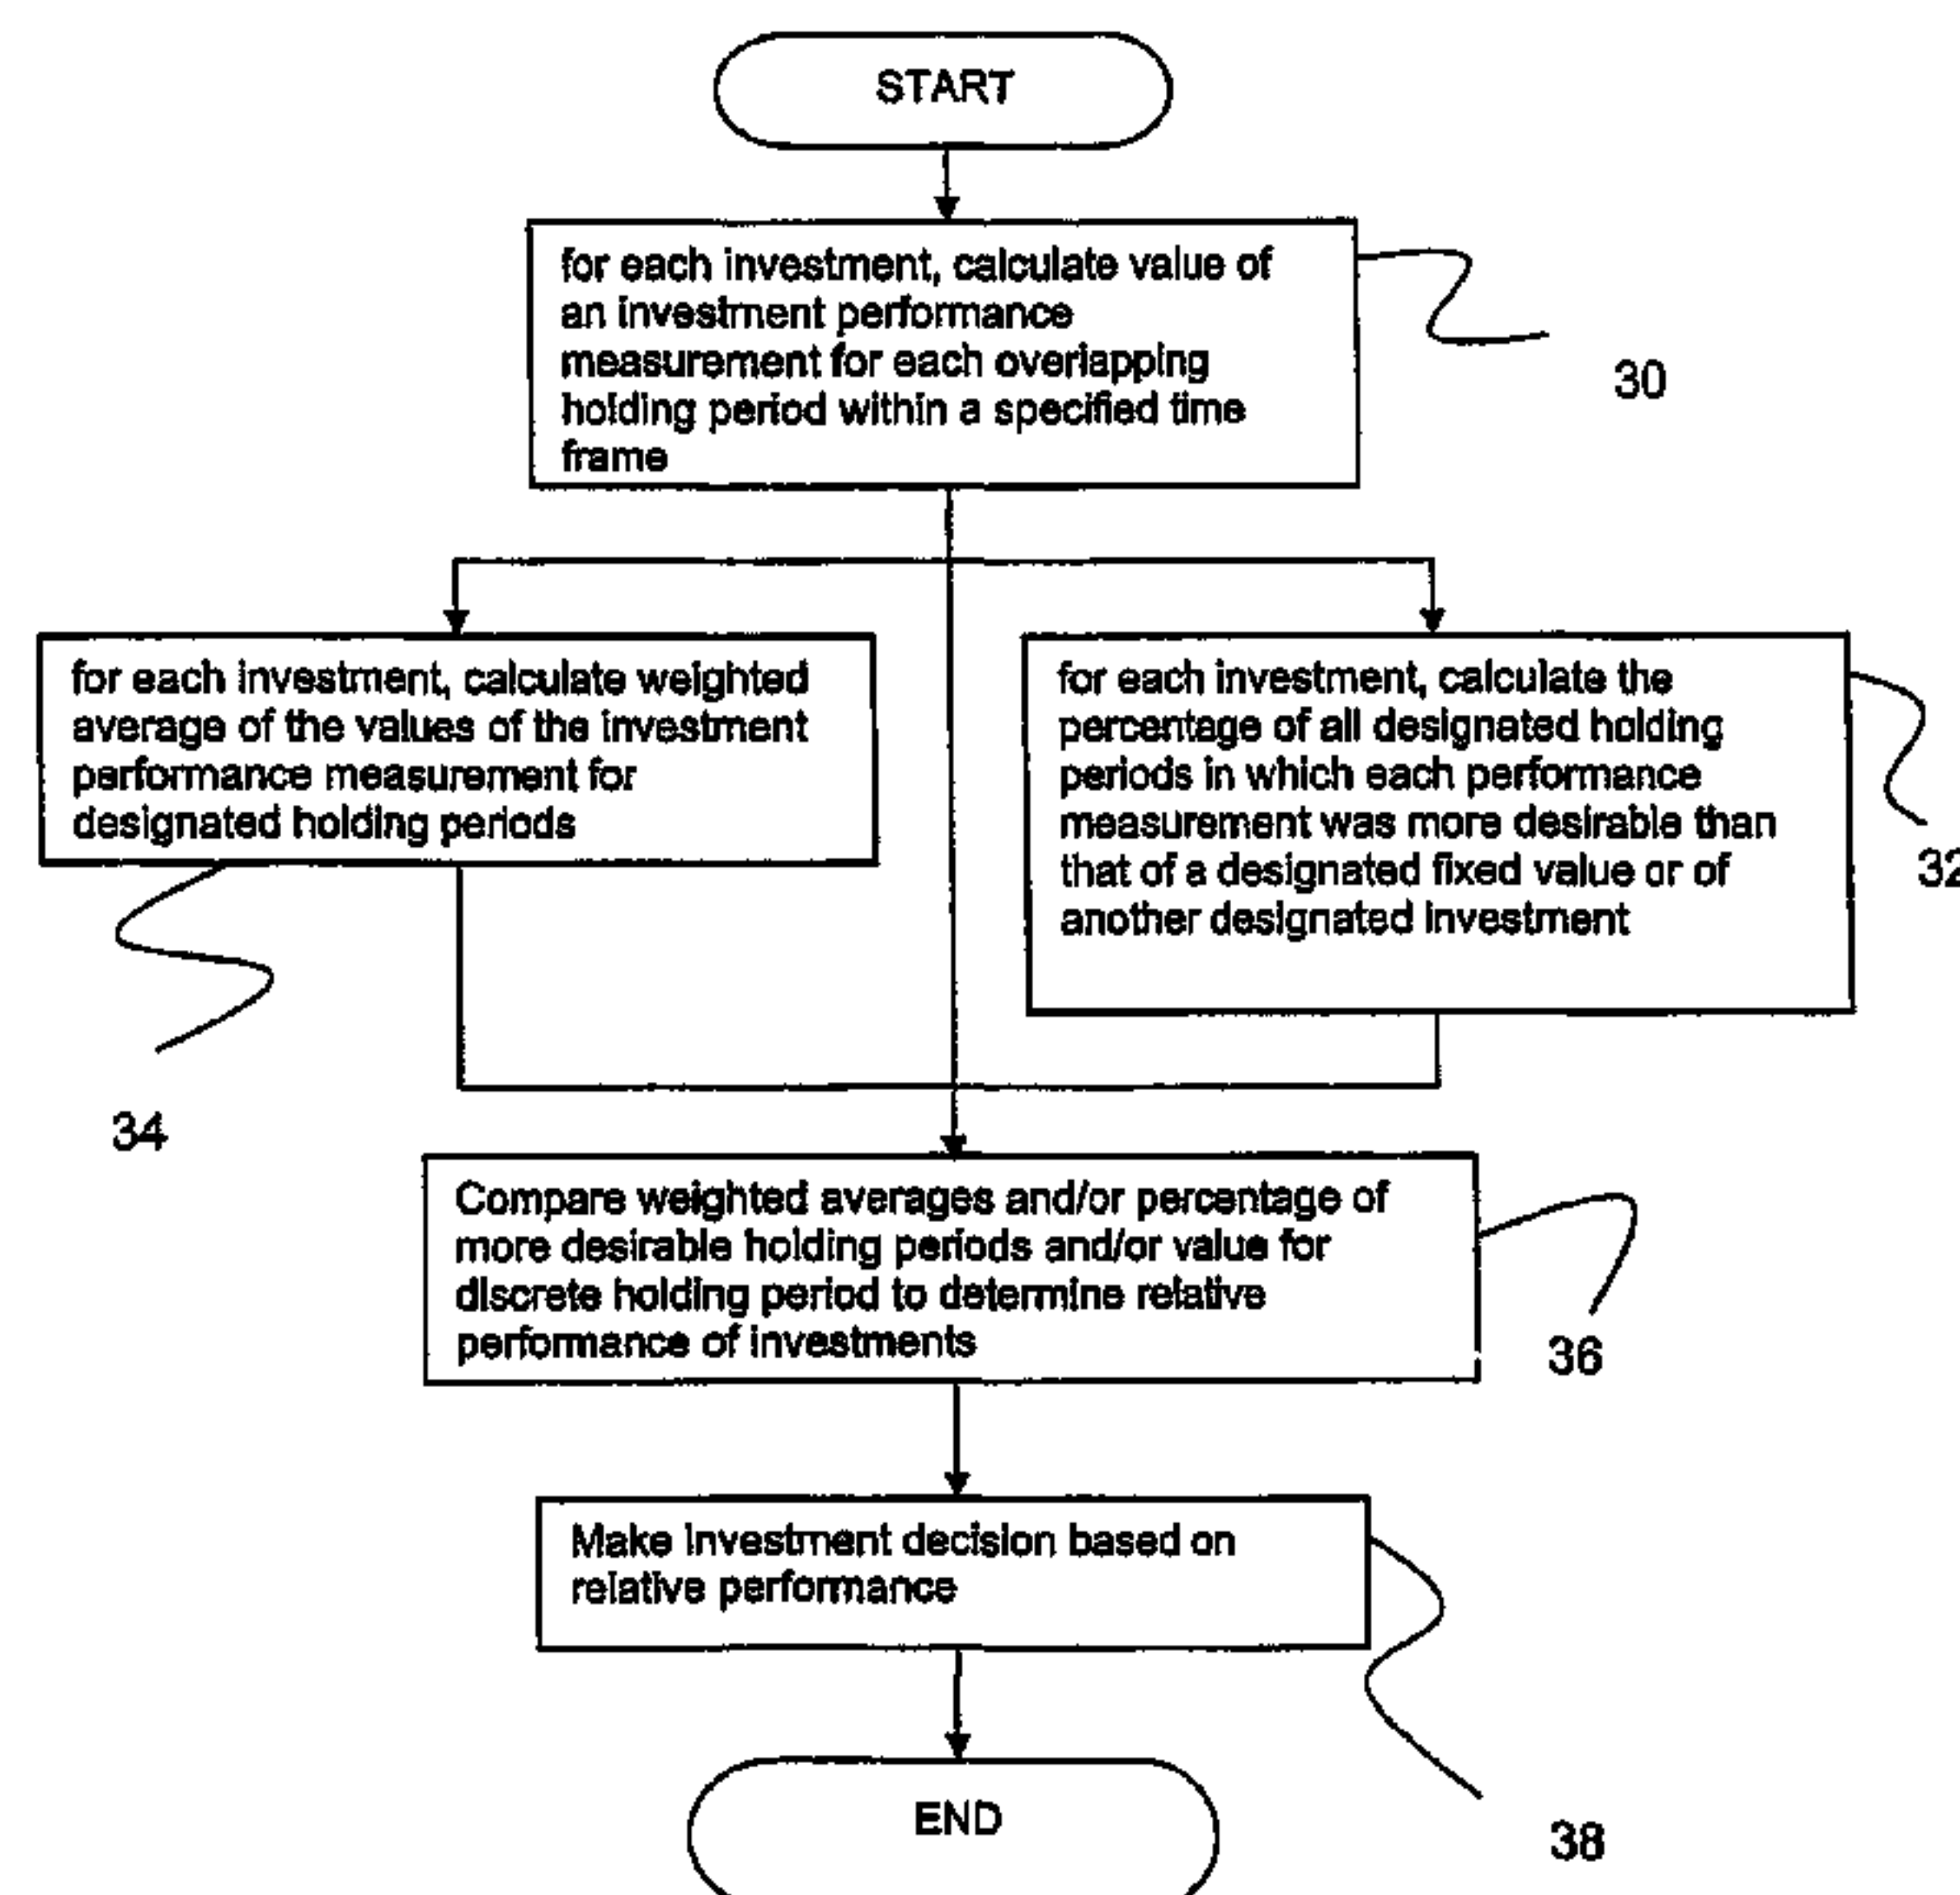 START
for each investment, calculate value of
an investment performance
measurement for each overlapping
holding period within a specified time
frame
30
for each investment, calculate weighted
average of the values of the investment
performance measurement for
designated holding periods
for each investment, calculate the
percentage of all designated holding
periods in which each performance
measurement was more desirable than
that of a designated fixed value or of
another designated investment
32
34
Compare weighted averages and/or percentage of
more desirable holding periods and/or value for
discrete holding period to determine relative
performance of investments
36
Make investment decision based on
relative performance
END
38